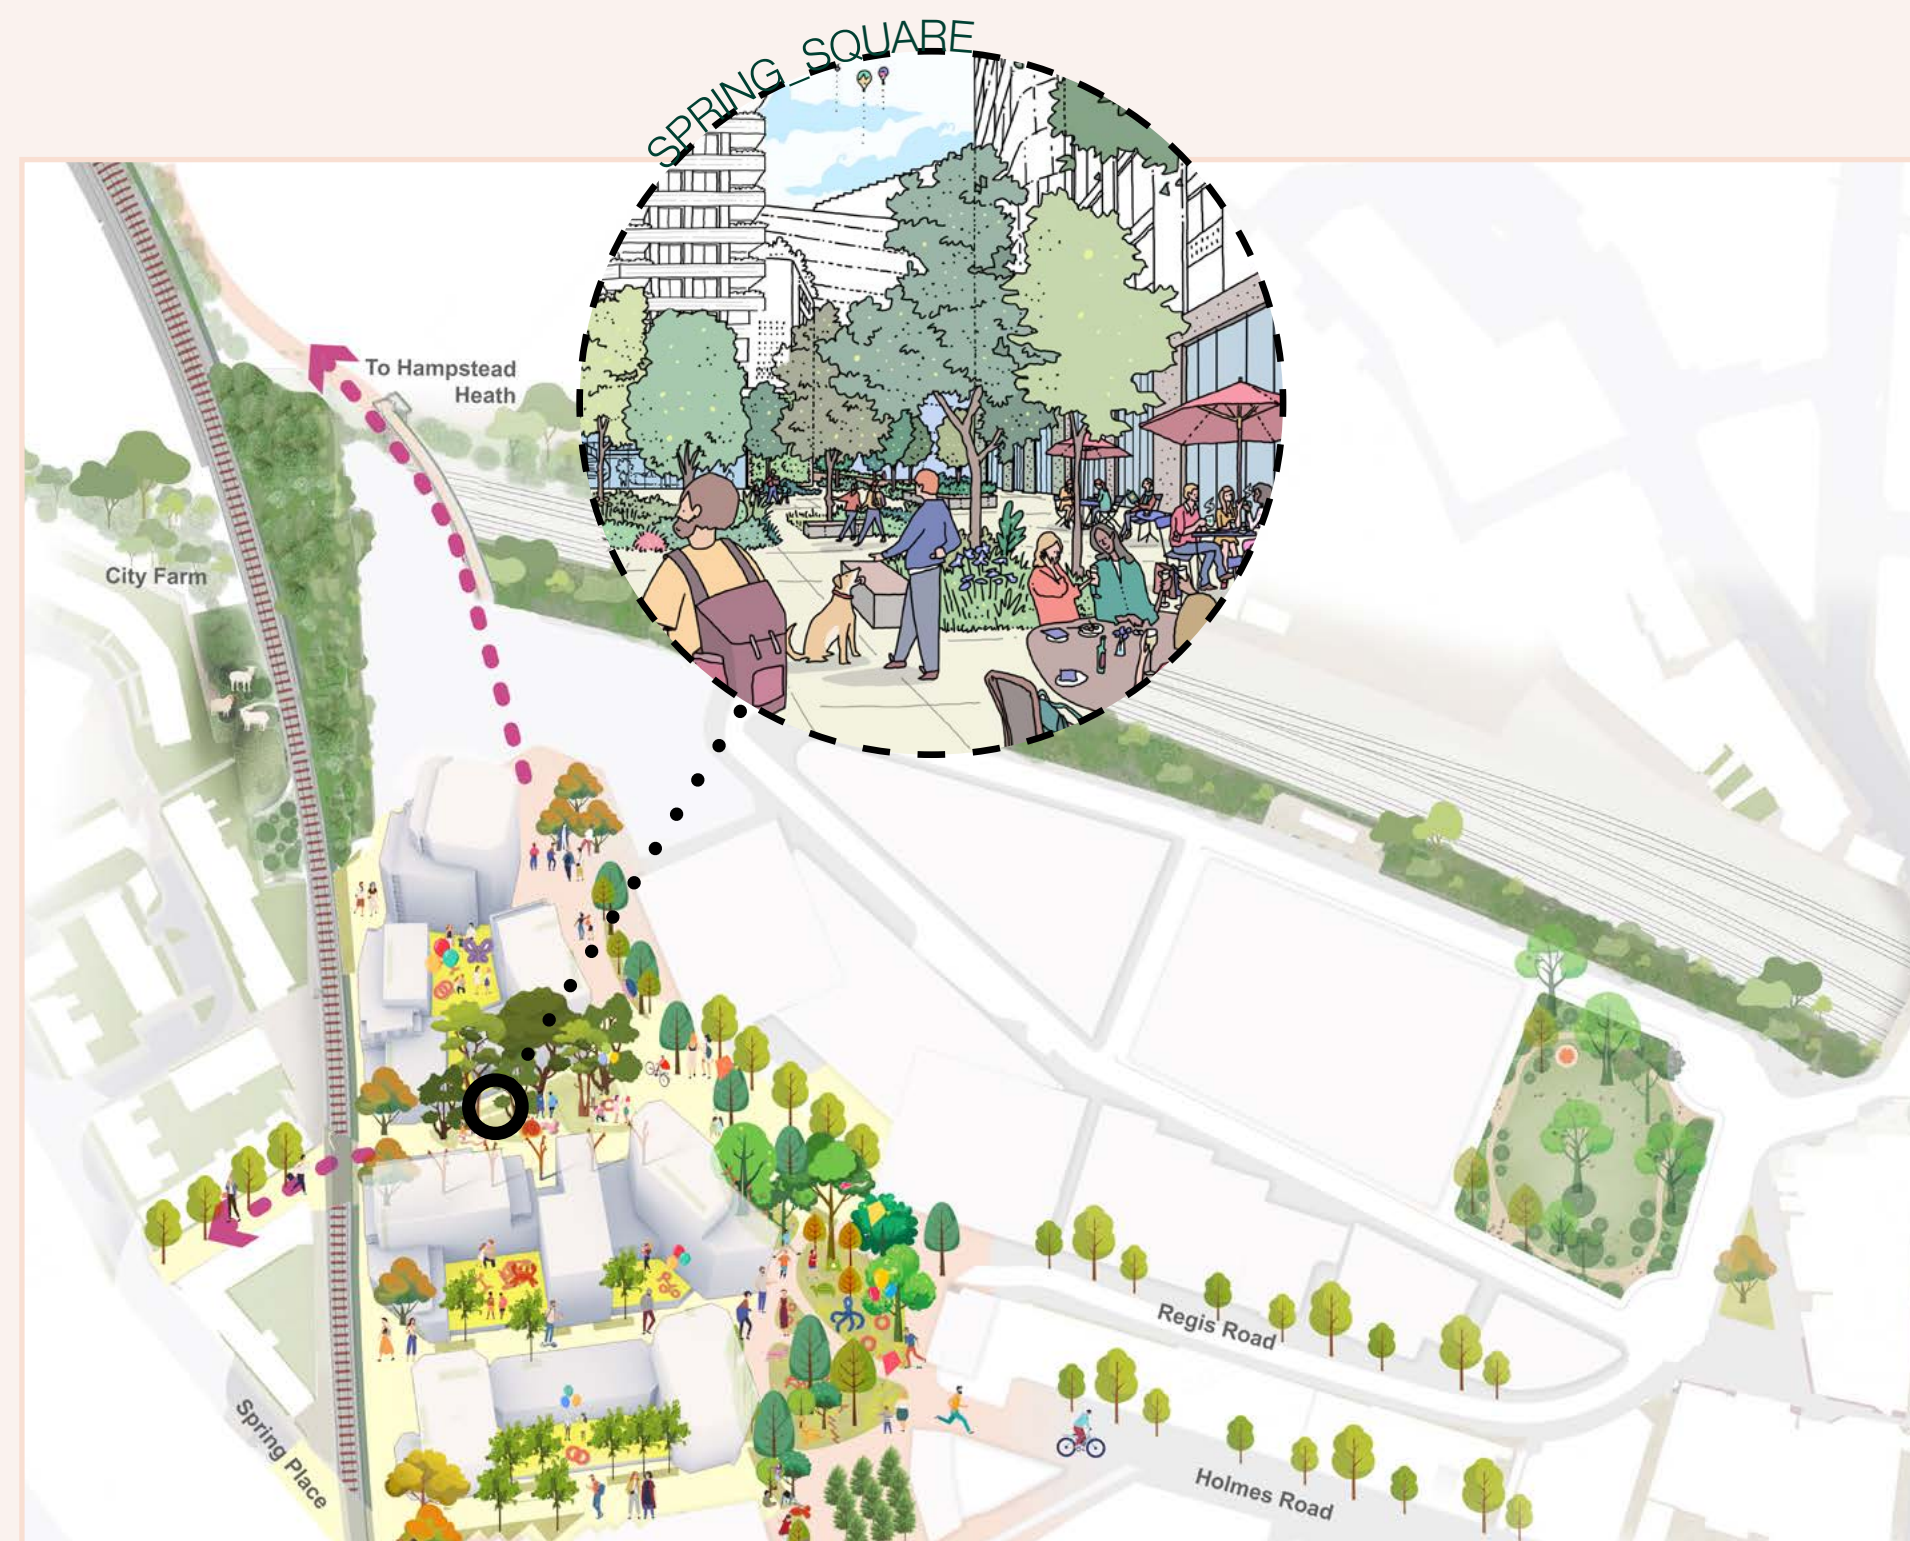 SPRING_SQUARE
To Hampstead
Heath
City Farm
Regis Road
Spring Place
Holmes Road